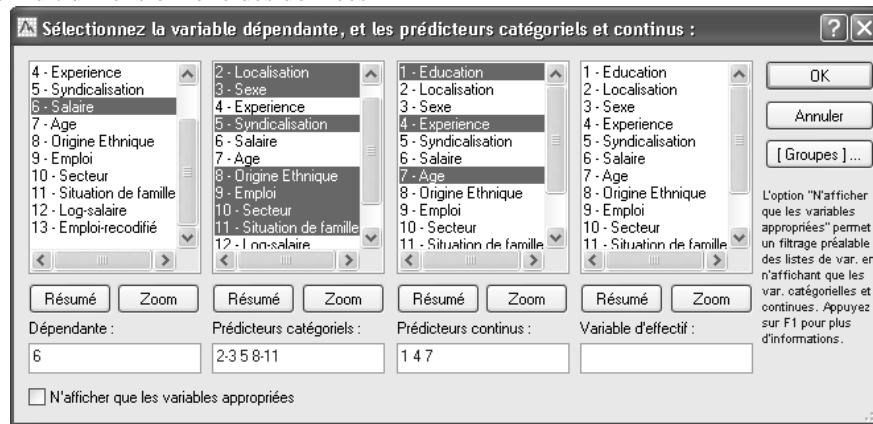 Sélectionnez la variable dépendante, et les prédicteurs catégoriels et continus :
4 - Experience
5 - Syndicalisation
6 - Salaire
7 - Age
8 - Origine Ethnique
9 - Emploi
10 - Secteur
11 - Situation de famille
12 - Log-salaire
13 - Emploi-recodifié
2 - Localisation
3 - Sexe
4 - Experience
5 - Syndicalisation
6 - Salaire
7 - Age
8 - Origine Ethnique
9 - Emploi
10 - Secteur
11 - Situation de famille
12 - Log-salaire
1 - Education
2 - Localisation
3 - Sexe
4 - Experience
5 - Syndicalisation
6 - Salaire
7 - Age
8 - Origine Ethnique
9 - Emploi
10 - Secteur
11 - Situation de famille
1 - Education
2 - Localisation
3 - Sexe
4 - Experience
5 - Syndicalisation
6 - Salaire
7 - Age
8 - Origine Ethnique
9 - Emploi
10 - Secteur
11 - Situation de famille
OK
Annuler
[ Groupes ] ...
L'option "N'afficher
que les variables
appropriées" permet
un filtrage préalable
des listes de var. en
n'affichant que les
var. catégorielles et
continues. Appuyez
sur F1 pour plus
d'informations.
Résumé Zoom Résumé Zoom Résumé Zoom Résumé Zoom
Dépendante : Prédicteurs catégoriels : Prédicteurs continus : Variable d'effectif :
6 2-3 5 8-11 1 4 7
N'afficher que les variables appropriées